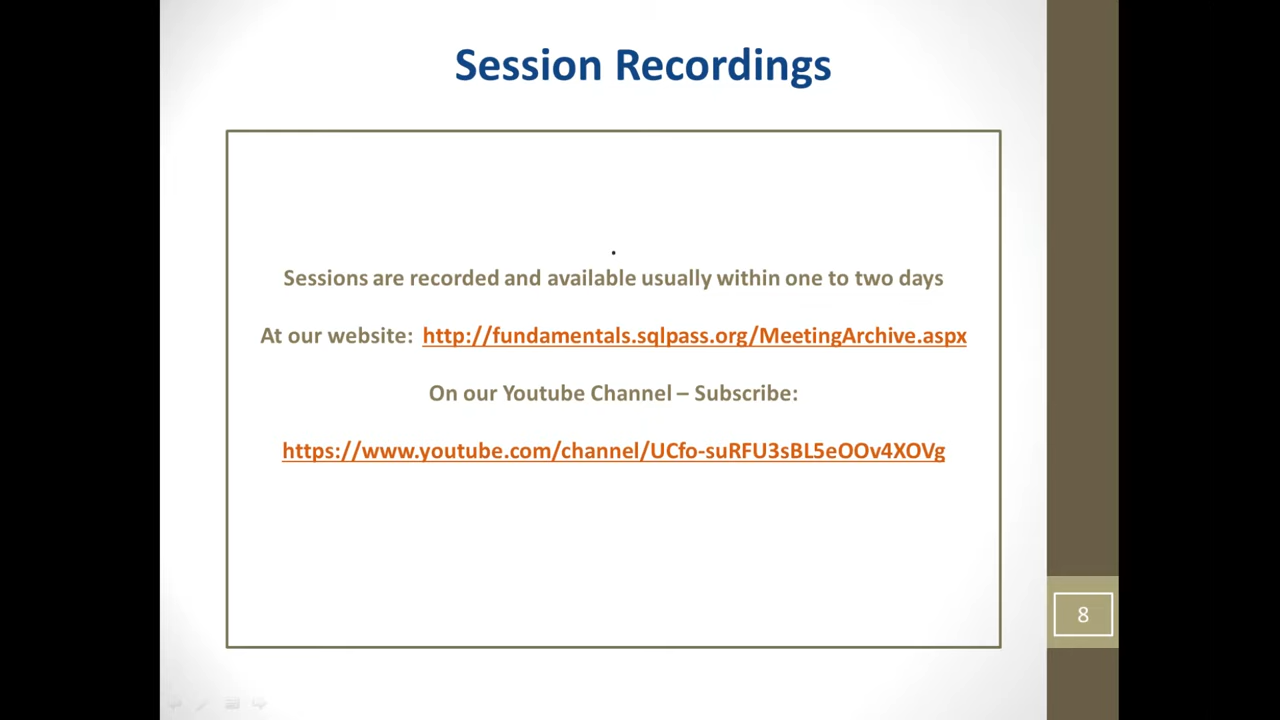 Session Recordings
.
Sessions are recorded and available usually within one to two days
At our website: http://fundamentals.sqlpass.org/MeetingArchive.aspx
On our Youtube Channel – Subscribe:
https://www.youtube.com/channel/UCfo-suRFU3sBL5eOOv4XOVg
8